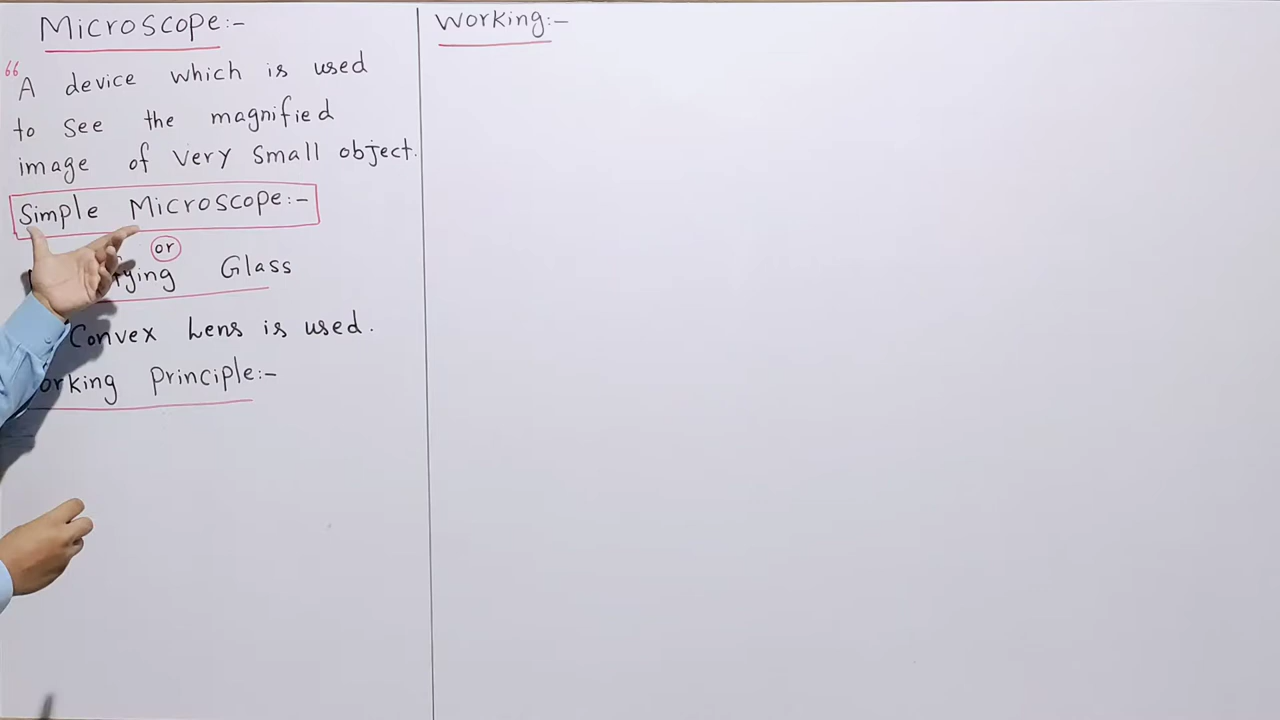 Microscope:-
“A device which is used
to see the magnified
image of very small object.
Simple Microscope:-
or
Glass
Convex Lens is used.
principle:-
Working:-